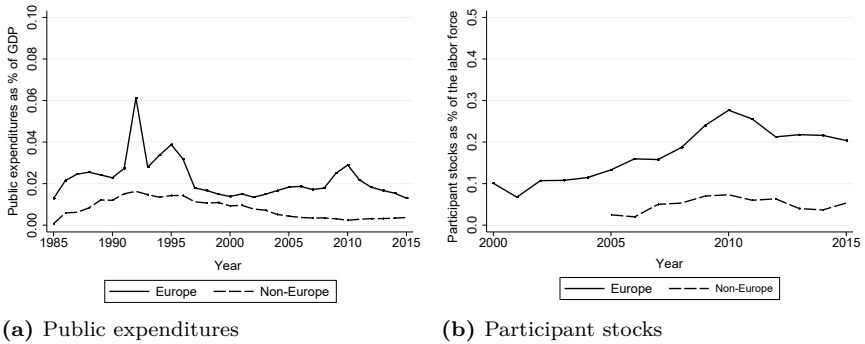 Public expenditures as % of GDP
0.10
0.08
0.06
0.04
0.02
0.00
1985 1990 1995 2000 2005 2010 2015
Year
Europe Non-Europe
(a) Public expenditures
Participant stocks as % of the labor force
0.5
0.4
0.3
0.2
0.1
0.0
2000 2005 2010 2015
Year
Europe Non-Europe
(b) Participant stocks